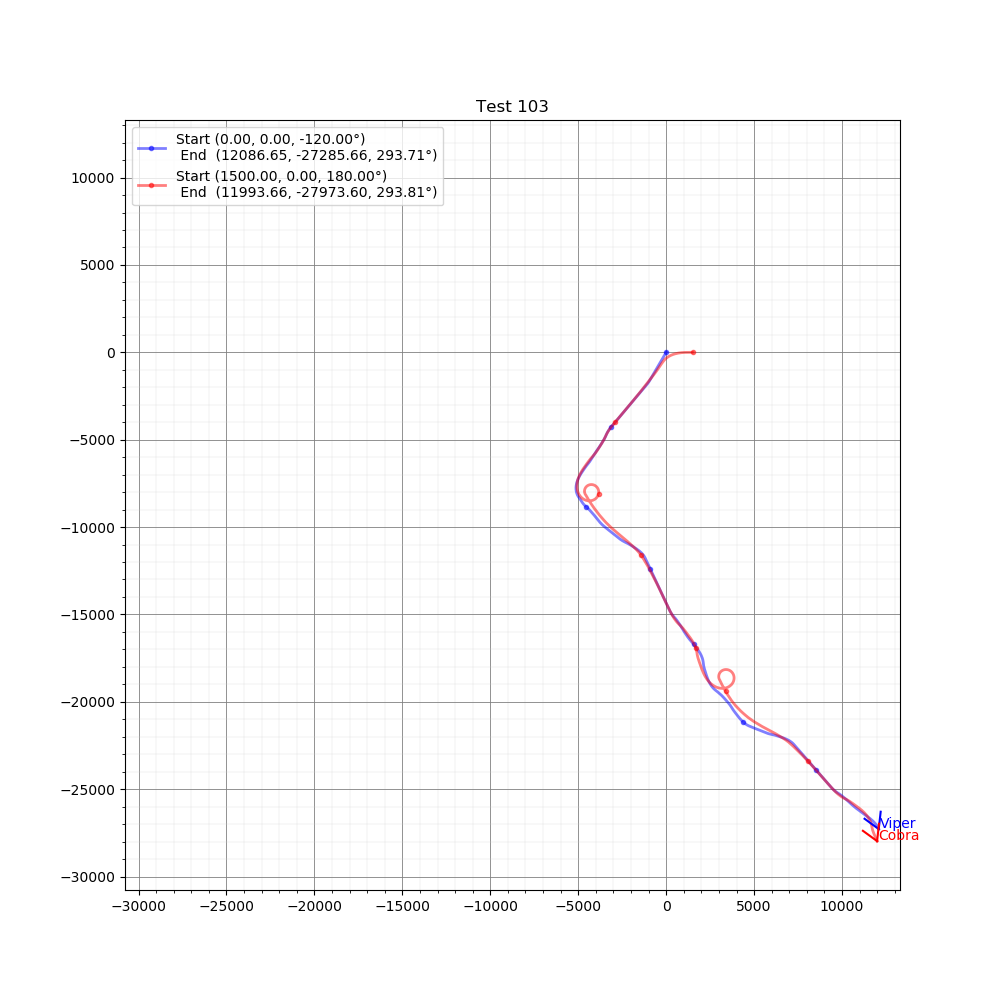 Test 103
Start (0.00, 0.00, -120.00°)
End (12086.65, -27285.66, 293.71°)
Start (1500.00, 0.00, 180.00°)
End (11993.66, -27973.60, 293.81°)
10000
5000
0
−5000
−10000
−15000
−20000
−25000
−30000
Viper
Cobra
−30000 −25000 −20000 −15000 −10000 −5000 0 5000 10000